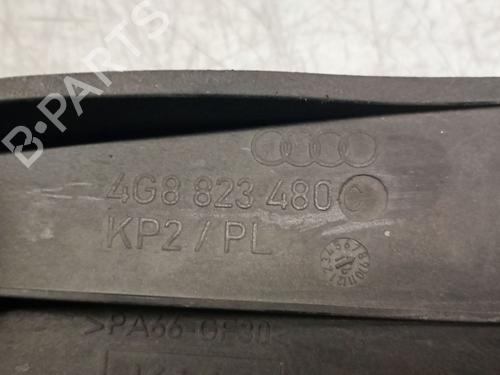 B-PARTS
4G8 823 480 C
KP2 / PL
>PA66-GF30<